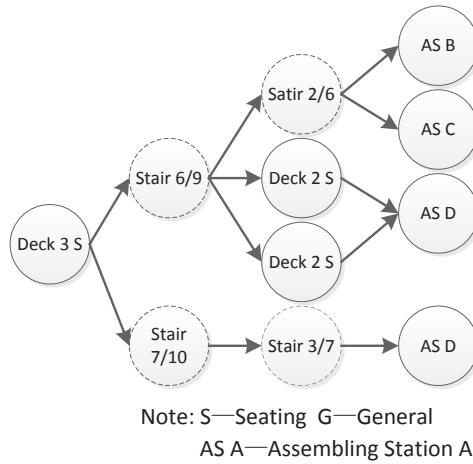 AS B
Satir 2/6
AS C
Stair 6/9
Deck 2 S
AS D
Deck 3 S
Deck 2 S
Stair
7/10
Stair 3/7
AS D
Note: S—Seating G—General
AS A—Assembling Station A